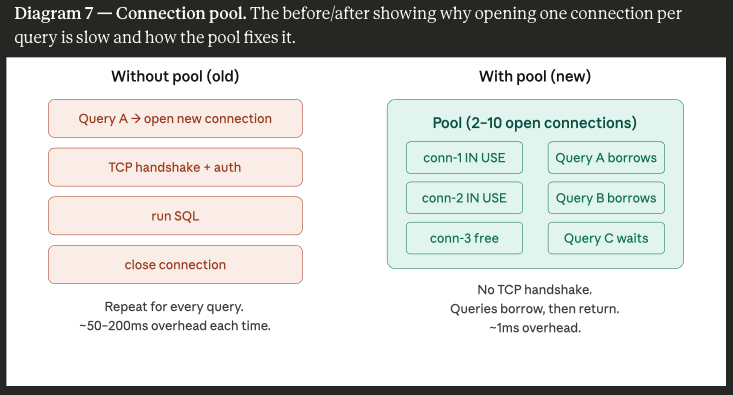 Diagram 7 — Connection pool. The before/after showing why opening one connection per
query is slow and how the pool fixes it.
Without pool (old)
Query A → open new connection
TCP handshake + auth
run SQL
close connection
Repeat for every query.
~50–200ms overhead each time.
With pool (new)
Pool (2–10 open connections)
conn-1 IN USE
Query A borrows
conn-2 IN USE
Query B borrows
conn-3 free
Query C waits
No TCP handshake.
Queries borrow, then return.
~1ms overhead.